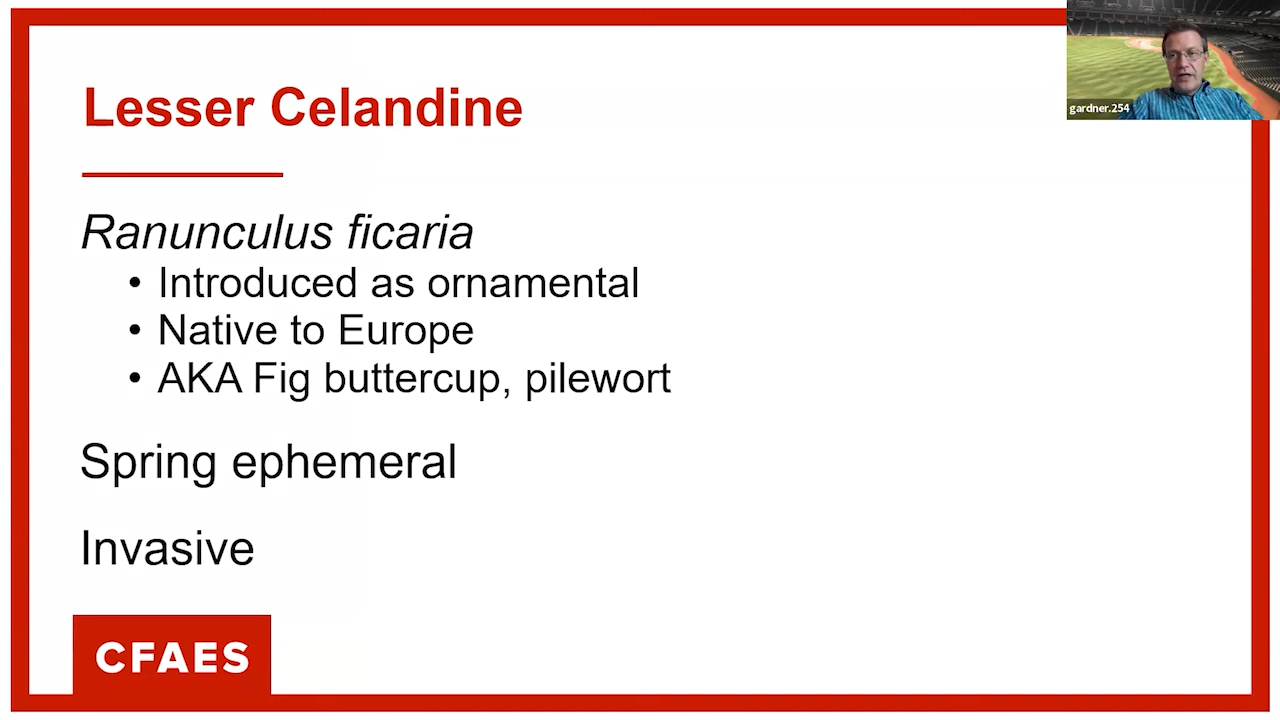 Lesser Celandine
gardner.254
Ranunculus ficaria
• Introduced as ornamental
• Native to Europe
• AKA Fig buttercup, pilewort
Spring ephemeral
Invasive
CFAES